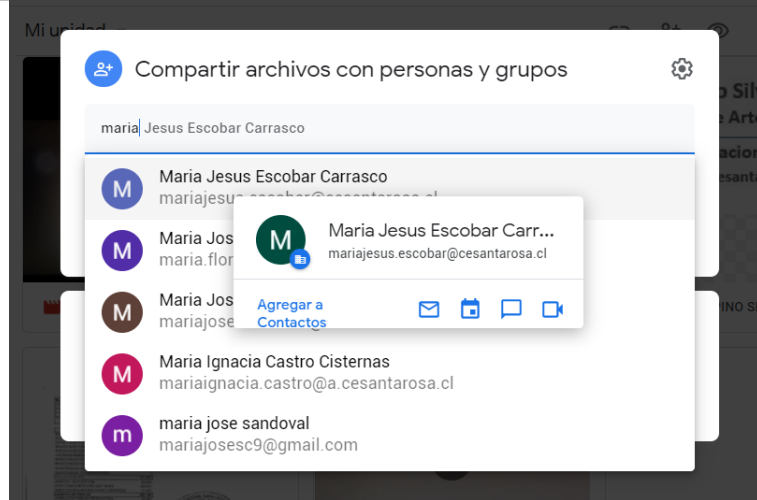 Mi unidad
Compartir archivos con personas y grupos
maria Jesus Escobar Carrasco
Maria Jesus Escobar Carrasco
Maria Jesus Escobar Carr...
mariajesus.escobar@cesantarosa.cl
Agregar a
Contactos
Maria Jos
maria.flor
Maria Jos
mariajose
Maria Ignacia Castro Cisternas
mariaignacia.castro@a.cesantarosa.cl
maria jose sandoval
mariajosesc9@gmail.com
M
M
M
M
M
m